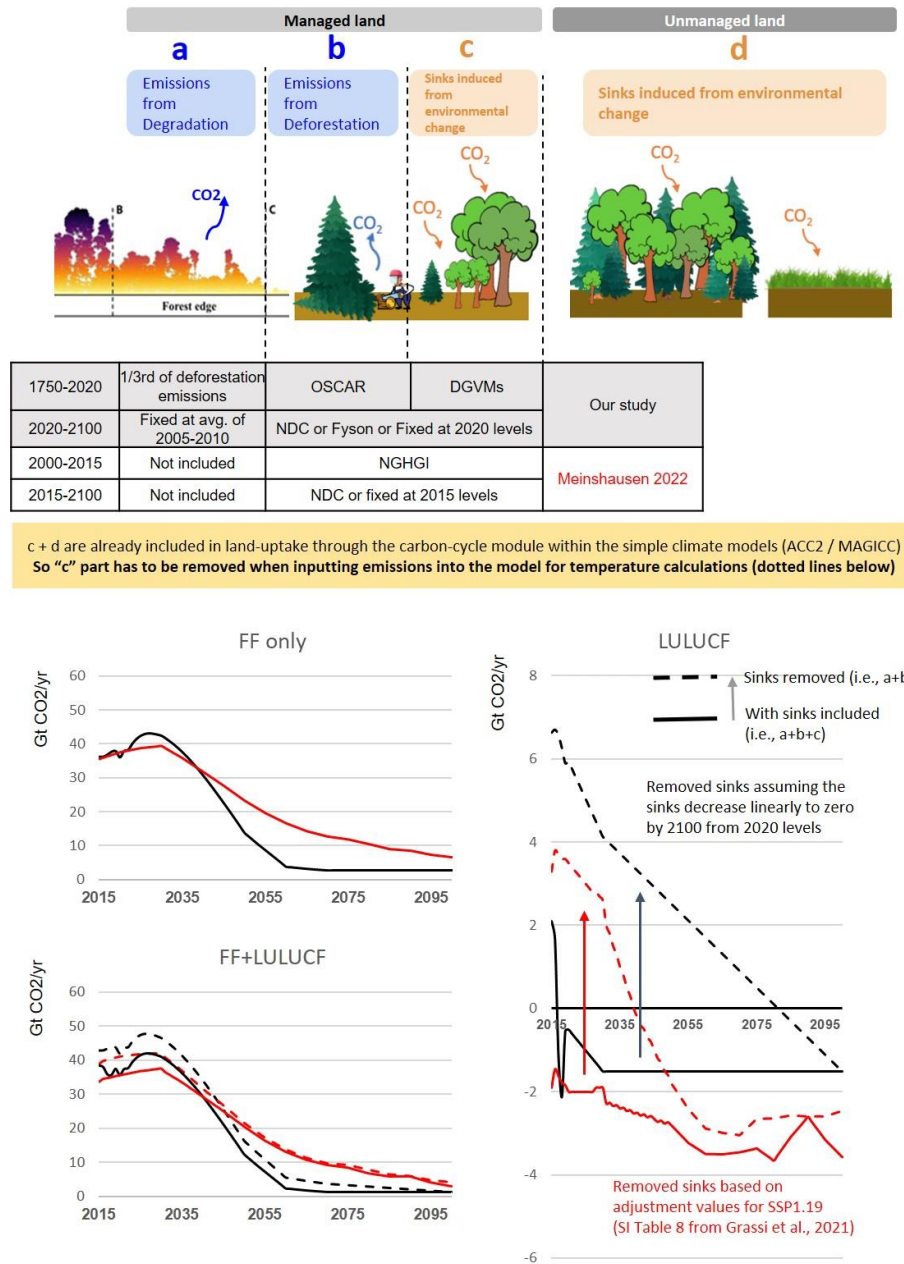 Managed land
Unmanaged land
a
b
c
d
Emissions
from
Degradation
Emissions
from
Deforestation
Sinks induced
from
environmental
change
Sinks induced from environmental
change
CO2
B
C
Forest edge
CO2
CO2
CO2
CO2
CO2
1750-2020
1/3rd of deforestation
emissions
OSCAR
DGVMs
Our study
2020-2100
Fixed at avg. of
2005-2010
NDC or Fyson or Fixed at 2020 levels
2000-2015
Not included
NGHGI
Meinshausen 2022
2015-2100
Not included
NDC or fixed at 2015 levels
c + d are already included in land-uptake through the carbon-cycle module within the simple climate models (ACC2 / MAGICC)
So “c” part has to be removed when inputting emissions into the model for temperature calculations (dotted lines below)
FF only
Gt CO2/yr
60
50
40
30
20
10
0
2015
2035
2055
2075
2095
FF+LULUCF
Gt CO2/yr
60
50
40
30
20
10
0
2015
2035
2055
2075
2095
LULUCF
Gt CO2/yr
8
6
4
2
0
-2
-4
-6
2015
2035
2055
2075
2095
Sinks removed (i.e., a+b
With sinks included
(i.e., a+b+c)
Removed sinks assuming the
sinks decrease linearly to zero
by 2100 from 2020 levels
Removed sinks based on
adjustment values for SSP1.19
(SI Table 8 from Grassi et al., 2021)